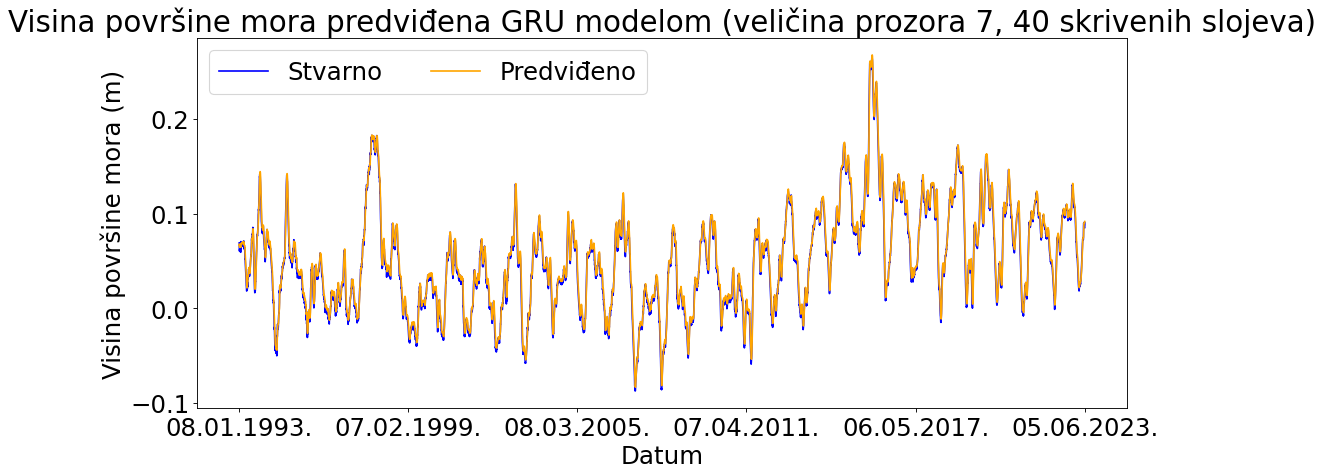 Visina površine mora predviđena GRU modelom (veličina prozora 7, 40 skrivenih slojeva)
Stvarno
Predviđeno
Visina površine mora (m)
0.2
0.1
0.0
−0.1
08.01.1993.
07.02.1999.
08.03.2005.
07.04.2011.
06.05.2017.
05.06.2023.
Datum